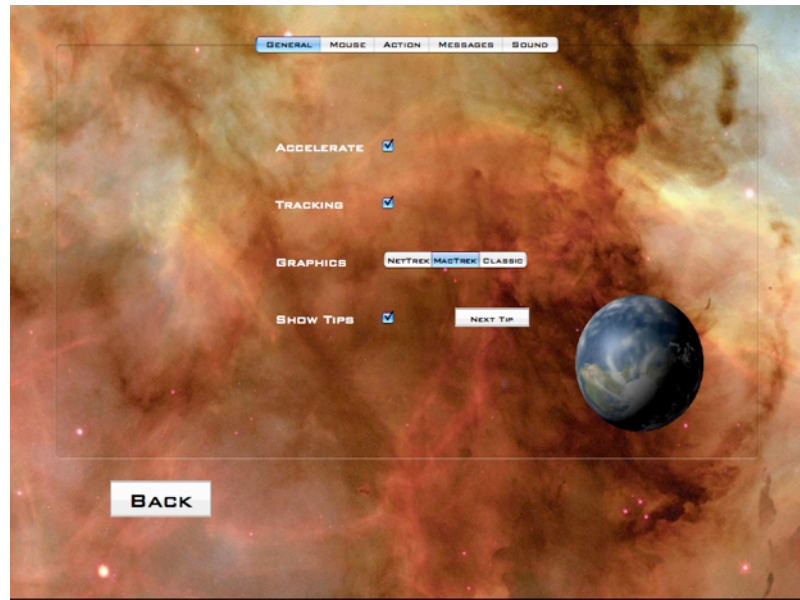 General Mouse Action Messages Sound
Accelerate
Tracking
Graphics NetTrek MacTrek Classic
Show Tips Next Tip
Back